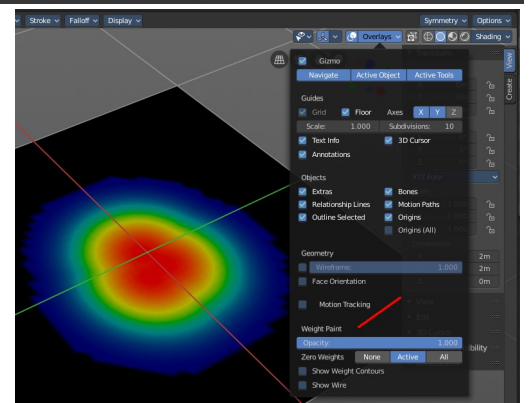 Stroke Falloff Display Symmetry Options
Overlays Shading
Gizmo
Navigate Active Object Active Tools
Guides
Grid Floor Axes X Y Z
Scale: 1.000 Subdivisions: 10
Text Info 3D Cursor
Annotations
Objects
Extras Bones
Relationship Lines Motion Paths
Outline Selected Origins
Origins (All)
Geometry
Wireframe: 1.000
Face Orientation
Motion Tracking
Weight Paint
Opacity: 1.000
Zero Weights None Active All
Show Weight Contours
Show Wire
View
Create
2m
2m
0m
bility